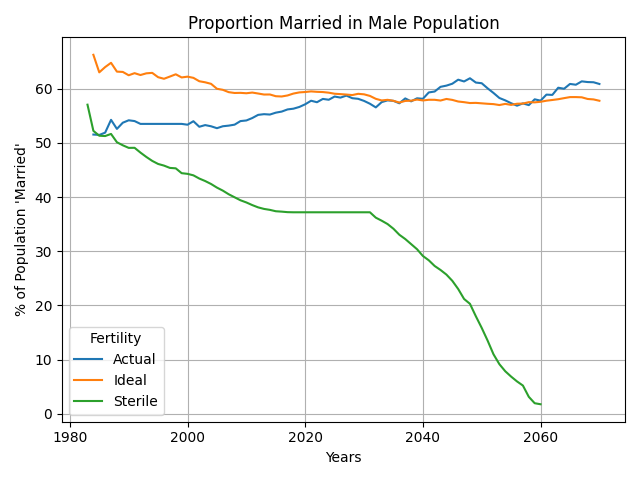 Proportion Married in Male Population
% of Population 'Married'
60
50
40
30
20
10
0
Fertility
Actual
Ideal
Sterile
1980 2000 2020 2040 2060
Years